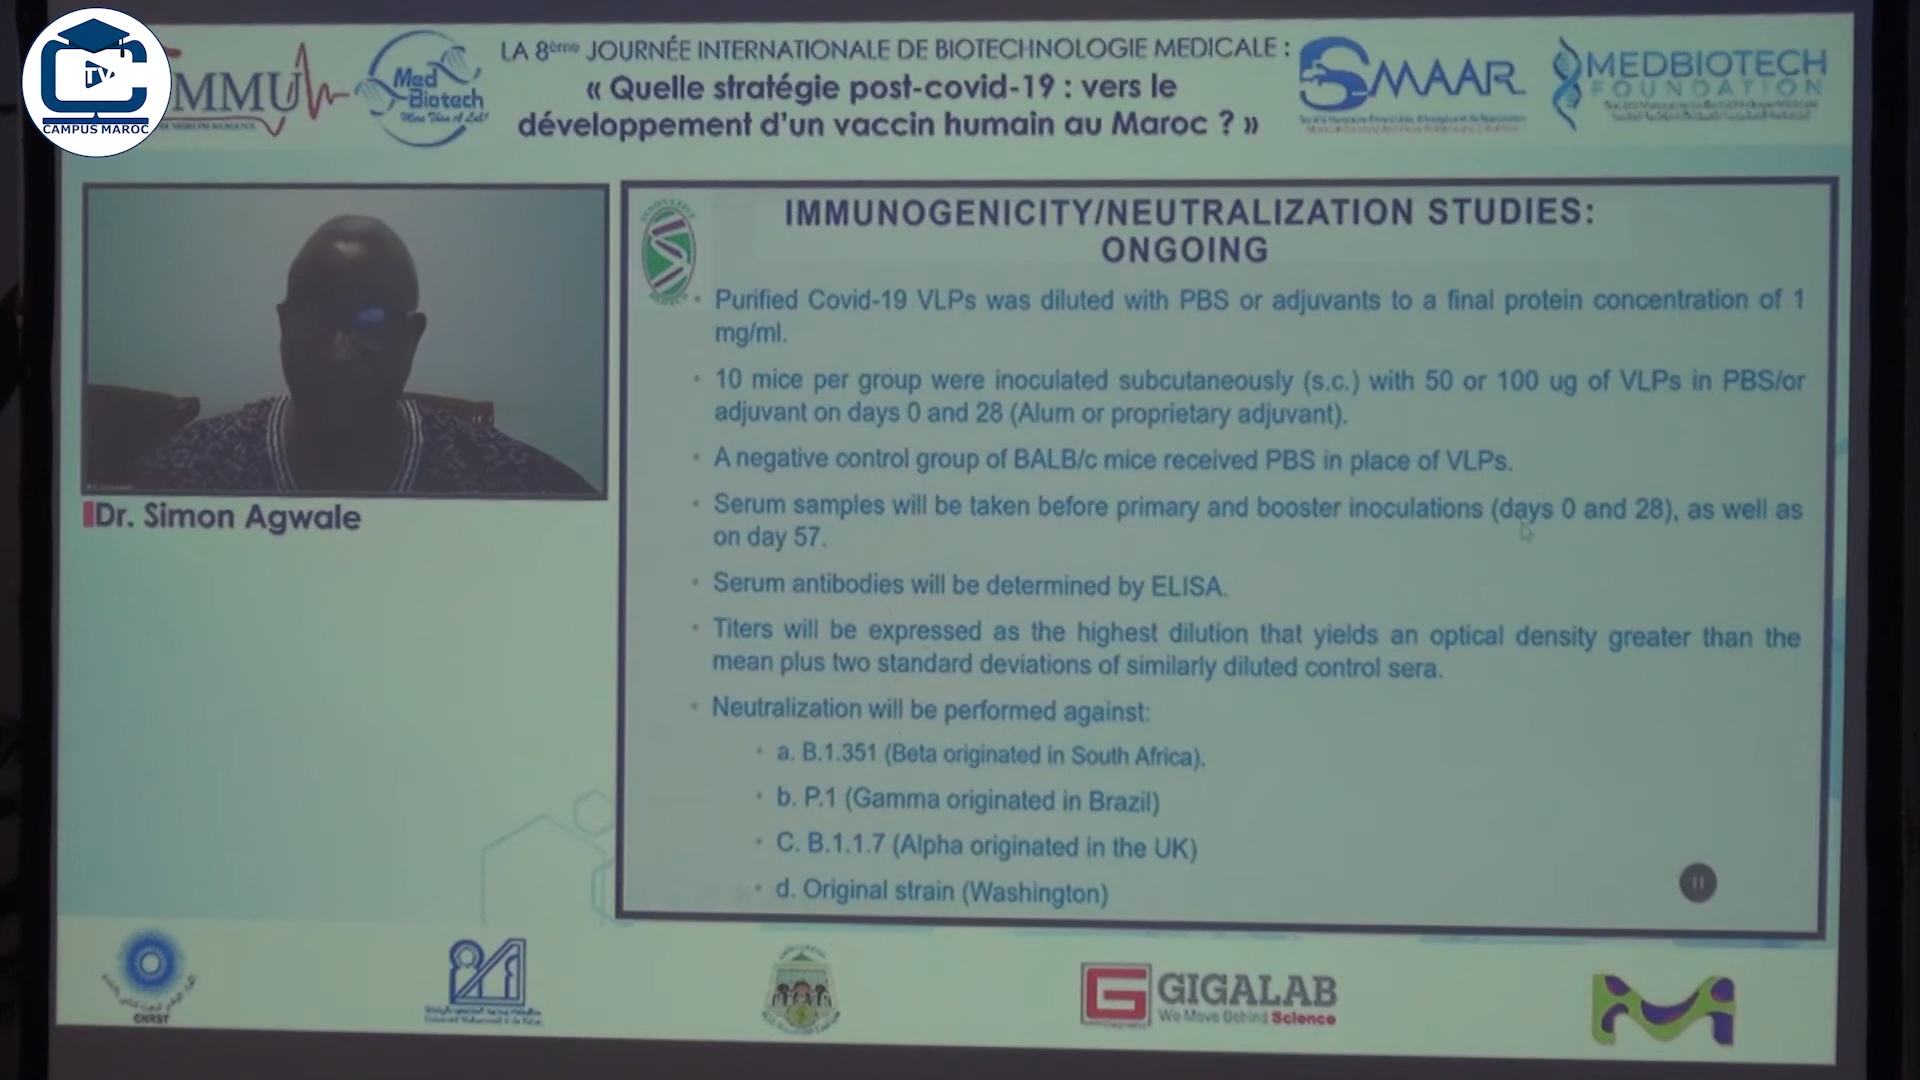 TV
CAMPUS MAROC
MMU
Med
Biotech
More Than A Lab!
LA 8ème JOURNÉE INTERNATIONALE DE BIOTECHNOLOGIE MEDICALE :
« Quelle stratégie post-covid-19 : vers le
développement d'un vaccin humain au Maroc ? »
SMAAR
MEDBIOTECH
FOUNDATION
Dr. Simon Agwale
IMMUNOGENICITY/NEUTRALIZATION STUDIES:
ONGOING
• Purified Covid-19 VLPs was diluted with PBS or adjuvants to a final protein concentration of 1
mg/ml.
• 10 mice per group were inoculated subcutaneously (s.c.) with 50 or 100 ug of VLPs in PBS/or
adjuvant on days 0 and 28 (Alum or proprietary adjuvant).
• A negative control group of BALB/c mice received PBS in place of VLPs.
• Serum samples will be taken before primary and booster inoculations (days 0 and 28), as well as
on day 57.
• Serum antibodies will be determined by ELISA.
• Titers will be expressed as the highest dilution that yields an optical density greater than the
mean plus two standard deviations of similarly diluted control sera.
• Neutralization will be performed against:
• a. B.1.351 (Beta originated in South Africa).
• b. P.1 (Gamma originated in Brazil)
• C. B.1.1.7 (Alpha originated in the UK)
• d. Original strain (Washington)
11
CNRST
GIGALAB
We Move Behind Science